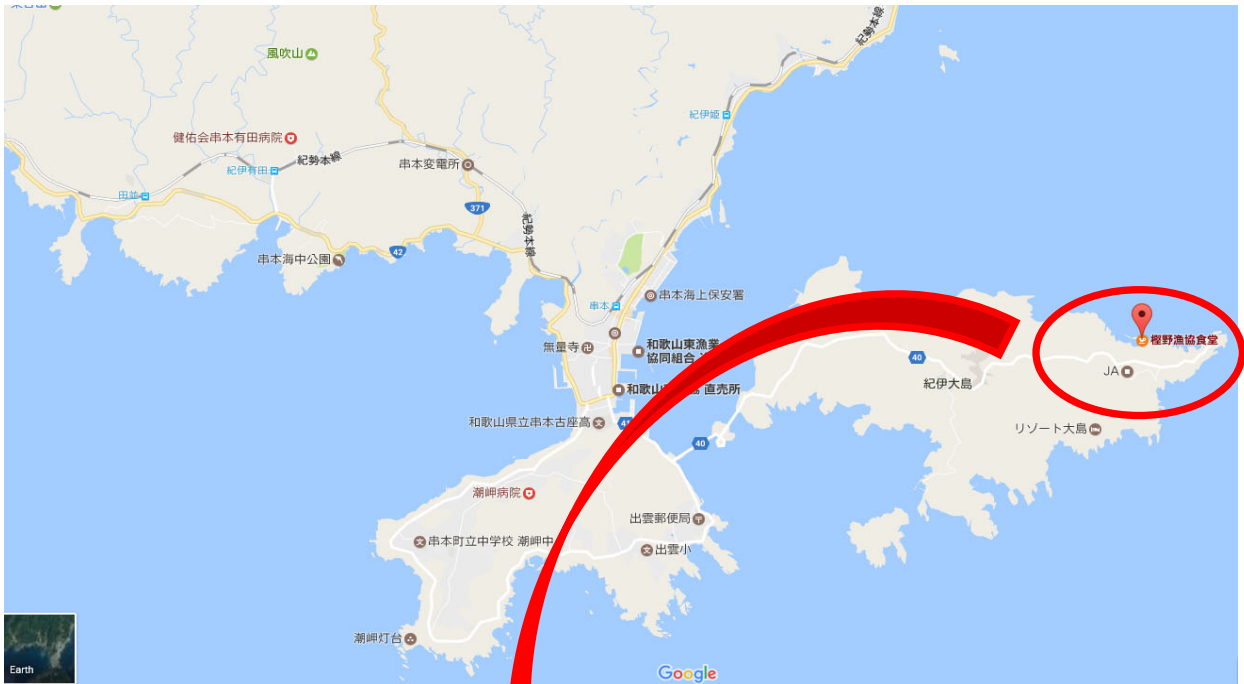 風吹山
紀勢本線
紀伊姫
健佑会串本有田病院
紀勢本線
紀伊有田
串本変電所
田並
371
紀勢本線
42
串本海中公園
串本海上保安署
串本
無量寺
和歌山東漁業
協同組合
樫野漁協食堂
40
JA
紀伊大島
直売所
和歌山県立串本古座高
41
リゾート大島
40
潮岬病院
出雲郵便局
串本町立中学校 潮岬中
出雲小
潮岬灯台
Earth
Google